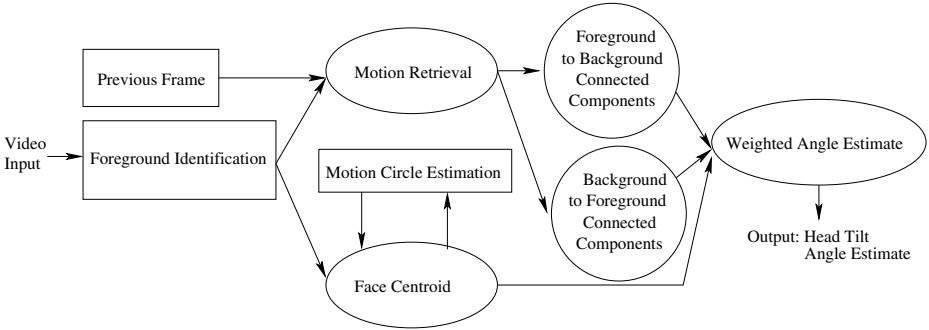 Previous Frame
Video
Input
Foreground Identification
Motion Retrieval
Motion Circle Estimation
Face Centroid
Foreground
to Background
Connected
Components
Background
to Foreground
Connected
Components
Weighted Angle Estimate
Output: Head Tilt
Angle Estimate